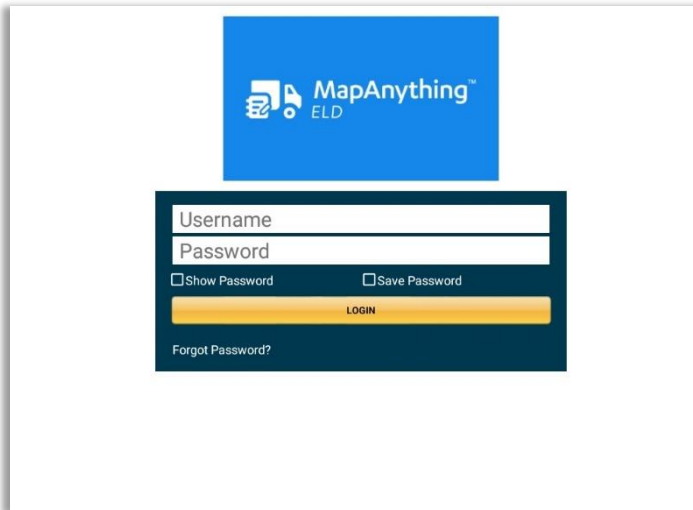 MapAnything™
ELD
Username
Password
Show Password Save Password
LOGIN
Forgot Password?